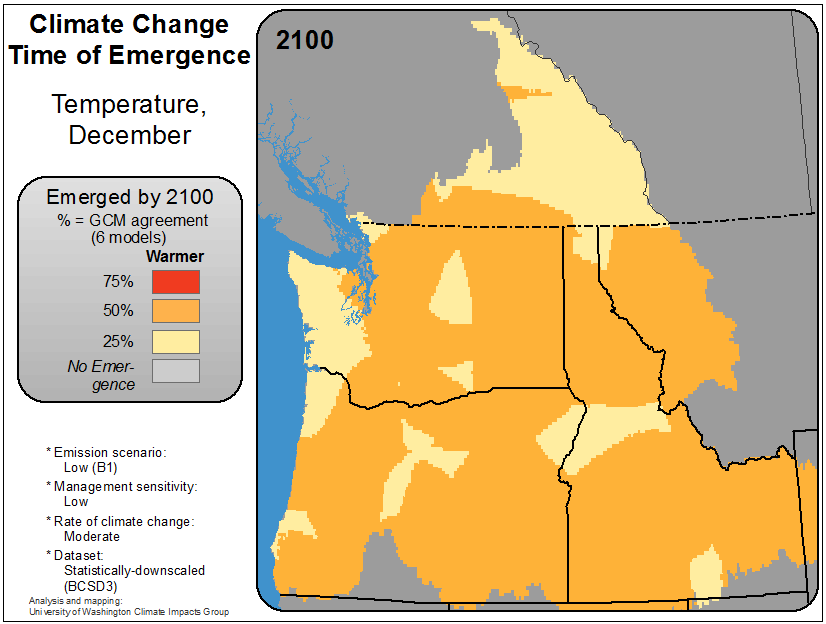 Climate Change
Time of Emergence
Temperature,
December
Emerged by 2100
% = GCM agreement
(6 models)
Warmer
75%
50%
25%
No Emer-
gence
* Emission scenario:
Low (B1)
* Management sensitivity:
Low
* Rate of climate change:
Moderate
* Dataset:
Statistically-downscaled
(BCSD3)
Analysis and mapping:
University of Washington Climate Impacts Group
2100